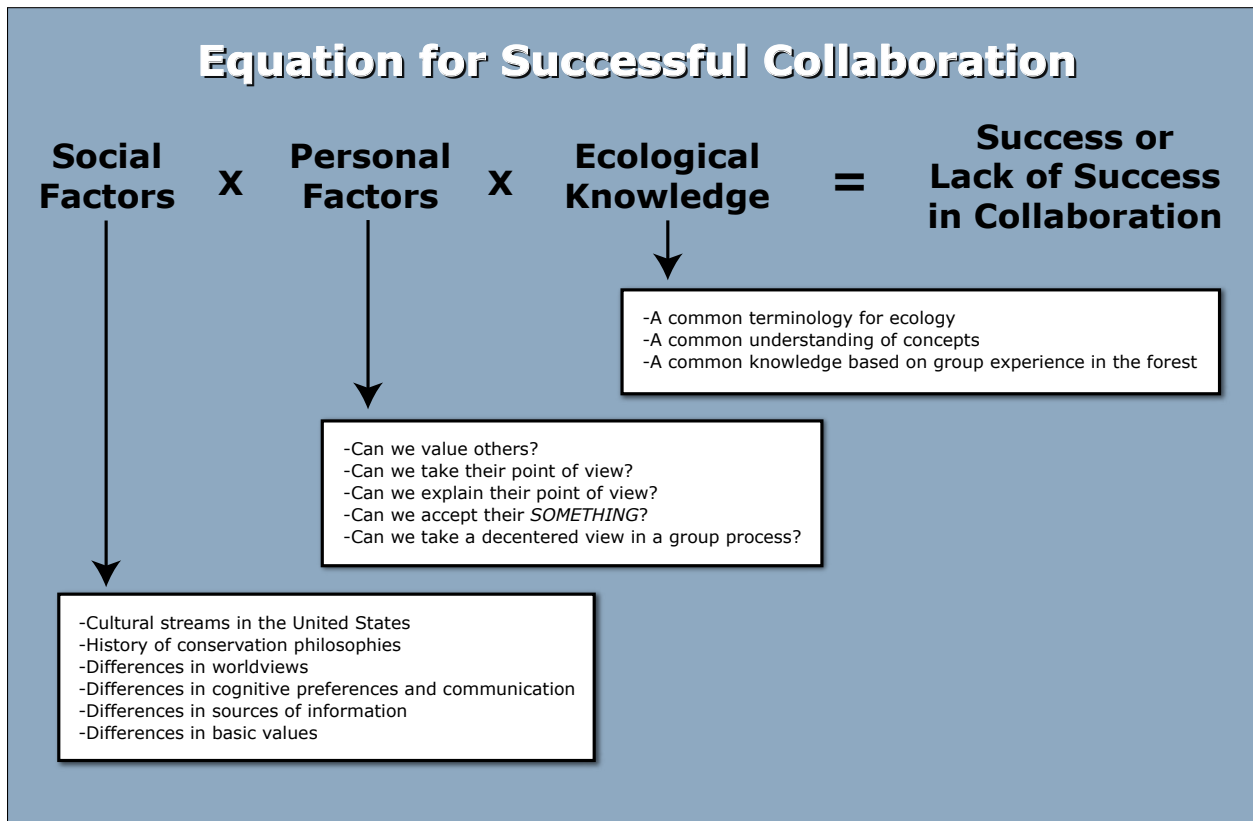 Equation for Successful Collaboration
Social
Factors
x
Personal
Factors
x
Ecological
Knowledge
=
Success or
Lack of Success
in Collaboration
-A common terminology for ecology
-A common understanding of concepts
-A common knowledge based on group experience in the forest
-Can we value others?
-Can we take their point of view?
-Can we explain their point of view?
-Can we accept their SOMETHING?
-Can we take a decentered view in a group process?
-Cultural streams in the United States
-History of conservation philosophies
-Differences in worldviews
-Differences in cognitive preferences and communication
-Differences in sources of information
-Differences in basic values